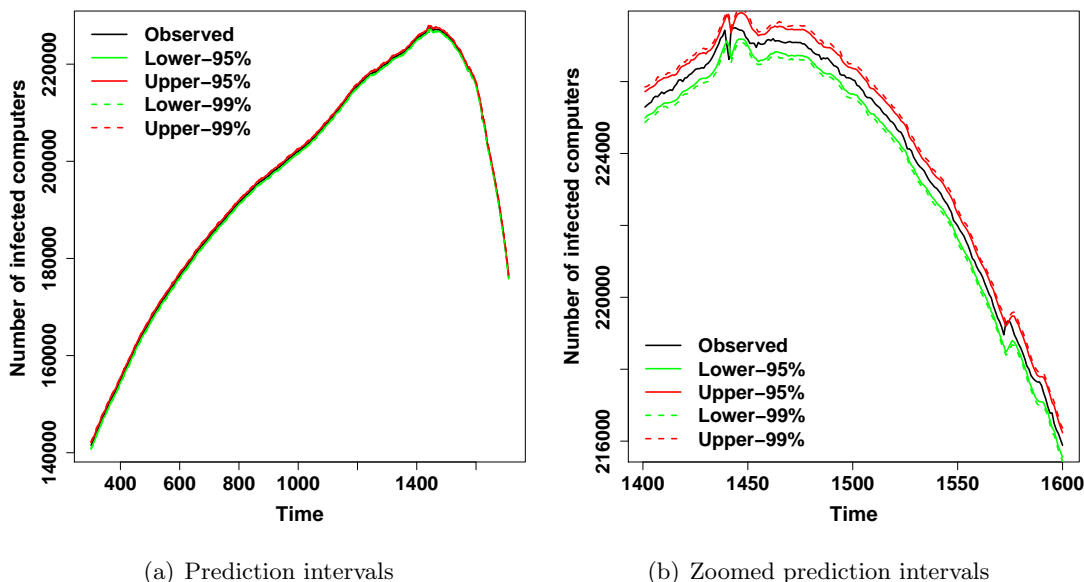 Number of infected computers
220000
200000
180000
160000
140000
Observed
Lower−95%
Upper−95%
Lower−99%
Upper−99%
400 600 800 1000 1400
Time
(a) Prediction intervals
Number of infected computers
224000
220000
216000
Observed
Lower−95%
Upper−95%
Lower−99%
Upper−99%
1400 1450 1500 1550 1600
Time
(b) Zoomed prediction intervals